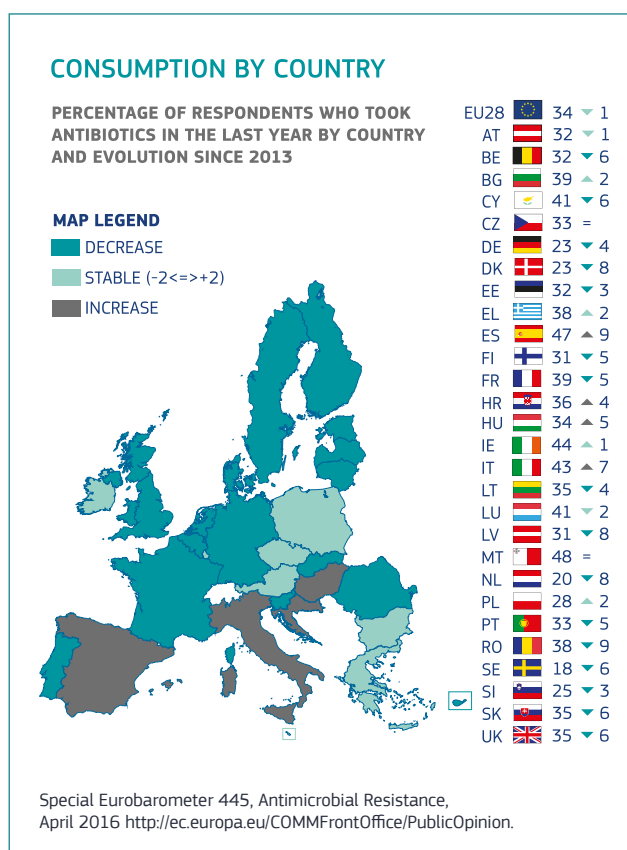 CONSUMPTION BY COUNTRY
PERCENTAGE OF RESPONDENTS WHO TOOK
ANTIBIOTICS IN THE LAST YEAR BY COUNTRY
AND EVOLUTION SINCE 2013
MAP LEGEND
DECREASE
STABLE (-2<=>+2)
INCREASE
EU28 34 ▼ 1
AT 32 ▼ 1
BE 32 ▼ 6
BG 39 ▲ 2
CY 41 ▼ 6
CZ 33 =
DE 23 ▼ 4
DK 23 ▼ 8
EE 32 ▼ 3
EL 38 ▲ 2
ES 47 ▲ 9
FI 31 ▼ 5
FR 39 ▼ 5
HR 36 ▲ 4
HU 34 ▲ 5
IE 44 ▲ 1
IT 43 ▲ 7
LT 35 ▼ 4
LU 41 ▼ 2
LV 31 ▼ 8
MT 48 =
NL 20 ▼ 8
PL 28 ▲ 2
PT 33 ▼ 5
RO 38 ▼ 9
SE 18 ▼ 6
SI 25 ▼ 3
SK 35 ▼ 6
UK 35 ▼ 6
Special Eurobarometer 445, Antimicrobial Resistance,
April 2016 http://ec.europa.eu/COMMFrontOffice/PublicOpinion.